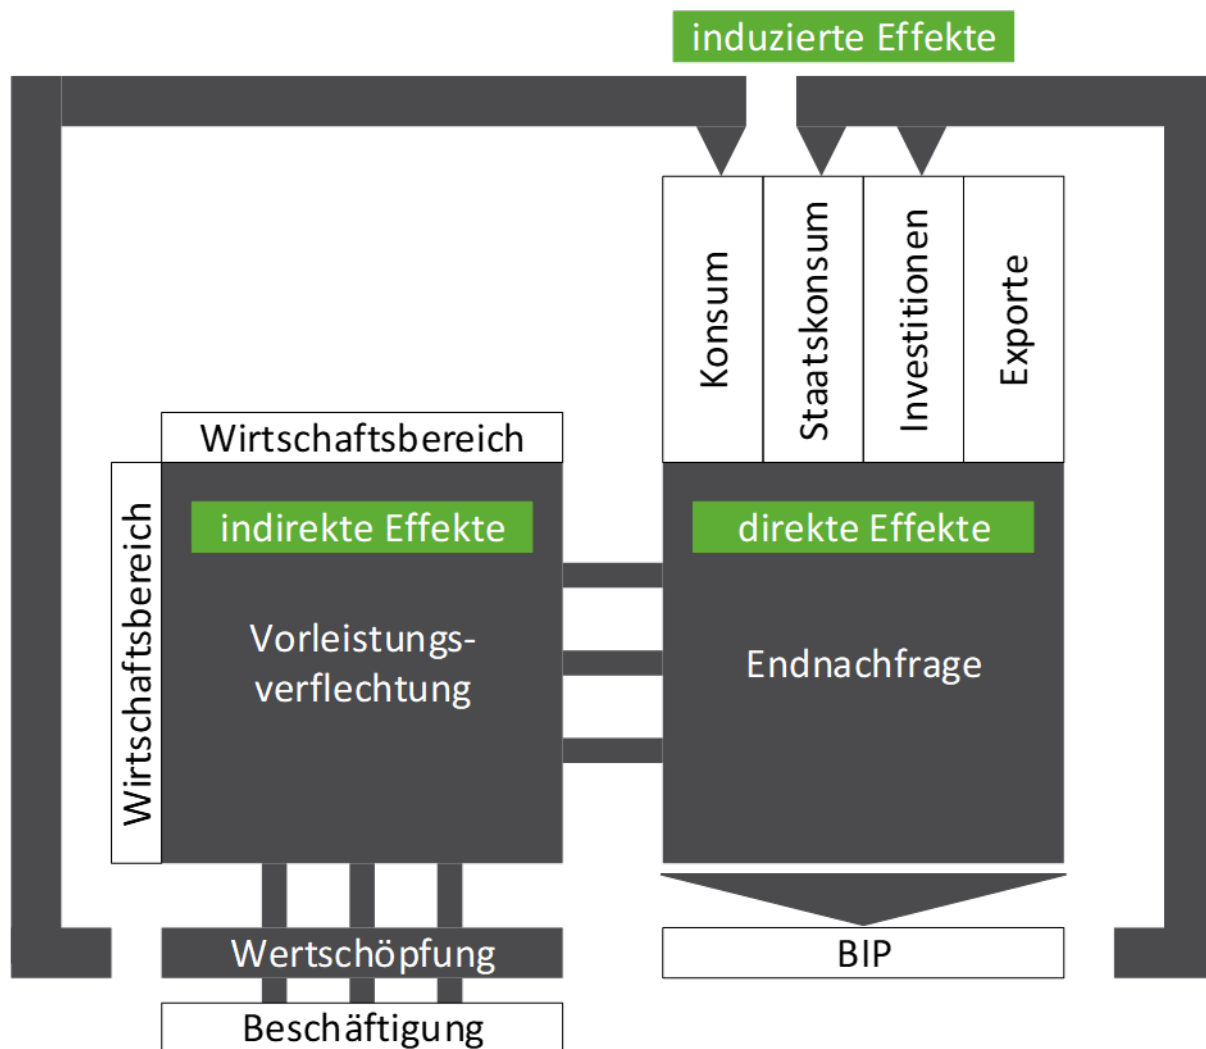 induzierte Effekte
Konsum
Staatskonsum
Investitionen
Exporte
Wirtschaftsbereich
Wirtschaftsbereich
indirekte Effekte
direkte Effekte
Vorleistungs-
verflechtung
Endnachfrage
Wertschöpfung
BIP
Beschäftigung